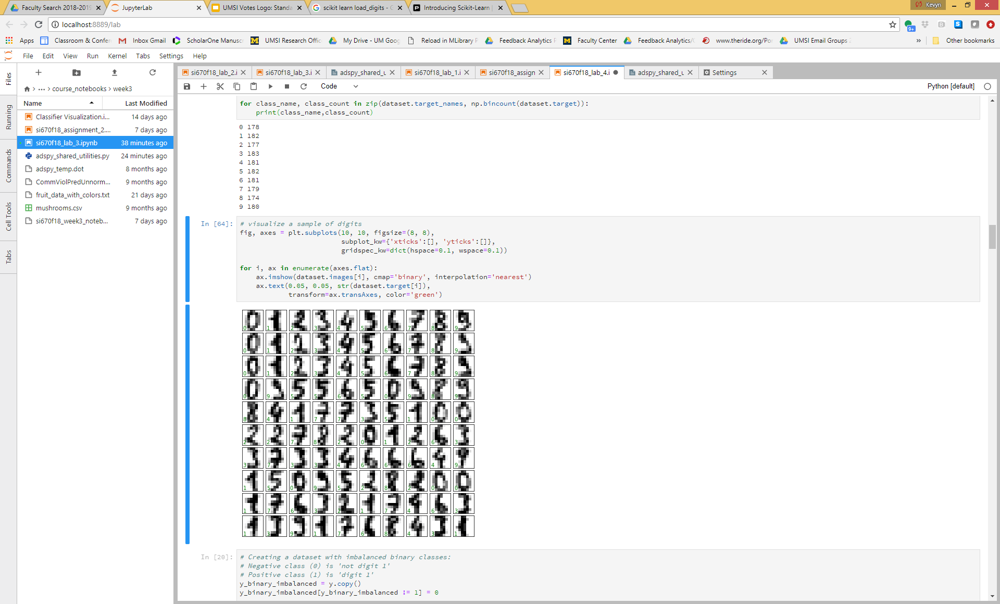 Faculty Search 2018-2019
JupyterLab
UMSI Votes Logo: Standa
scikit learn load_digits - G
Introducing Scikit-Learn
Kevyn
localhost:8889/lab
9+
Apps
Classroom & Confer
Inbox Gmail
ScholarOne Manusc
UMSI Research Offic
My Drive - UM Goog
Reload in MLibrary P
Feedback Analytics F
Faculty Center
Feedback Analytics/
www.theride.org/Por
UMSI Email Groups
»
Other bookmarks
File Edit View Run Kernel Tabs Settings Help
Files
Running
Commands
Cell Tools
Tabs
… > course_notebooks > week3
Name Last Modified
Classifier Visualization.i... 14 days ago
si670f18_assignment_2.... 7 days ago
si670f18_lab_3.ipynb 38 minutes ago
adspy_shared_utilities.py 24 minutes ago
adspy_temp.dot 8 months ago
CommViolPredUnnorm... 9 months ago
fruit_data_with_colors.txt 21 days ago
mushrooms.csv 9 months ago
si670f18_week3_noteb... 7 days ago
si670f18_lab_2.i
si670f18_lab_3.i
adspy_shared_u
si670f18_lab_1.i
si670f18_assign
si670f18_lab_4.i
adspy_shared_u
Settings
Code
Python [default]
for class_name, class_count in zip(dataset.target_names, np.bincount(dataset.target)):
    print(class_name,class_count)
0 178
1 182
2 177
3 183
4 181
5 182
6 181
7 179
8 174
9 180
In [64]:
# visualize a sample of digits
fig, axes = plt.subplots(10, 10, figsize=(8, 8),
                         subplot_kw={'xticks':[], 'yticks':[]},
                         gridspec_kw=dict(hspace=0.1, wspace=0.1))
for i, ax in enumerate(axes.flat):
    ax.imshow(dataset.images[i], cmap='binary', interpolation='nearest')
    ax.text(0.05, 0.05, str(dataset.target[i]),
            transform=ax.transAxes, color='green')
0 1 2 3 4 5 6 7 8 9
0 1 2 3 4 5 6 7 8 9
0 1 2 3 4 5 6 7 8 9
0 9 5 5 6 5 0 9 8 9
8 4 1 7 7 3 5 1 0 0
2 2 7 8 2 0 1 2 6 3
3 7 3 3 4 6 6 6 4 9
1 5 0 9 5 2 8 2 0 0
1 7 6 3 2 1 7 4 6 3
1 3 9 1 7 6 8 4 3 1
In [20]:
# Creating a dataset with imbalanced binary classes:
# Negative class (0) is 'not digit 1'
# Positive class (1) is 'digit 1'
y_binary_imbalanced = y.copy()
y_binary_imbalanced[y_binary_imbalanced != 1] = 0